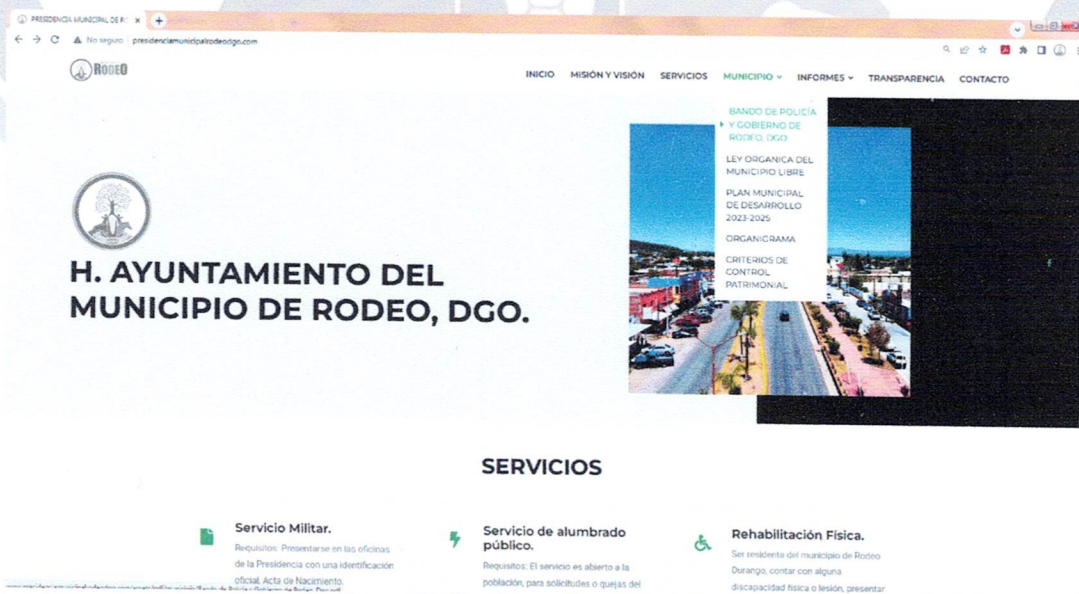 PRESIDENCIA MUNICIPAL DE R
No seguro presidenciamunicipalrodeodgo.com
RODEO
INICIO MISIÓN Y VISIÓN SERVICIOS MUNICIPIO INFORMES TRANSPARENCIA CONTACTO
BANDO DE POLICÍA
Y GOBIERNO DE
RODEO, DGO
LEY ORGANICA DEL
MUNICIPIO LIBRE
PLAN MUNICIPAL
DE DESARROLLO
2023-2025
ORGANIGRAMA
CRITERIOS DE
CONTROL
PATRIMONIAL
H. AYUNTAMIENTO DEL
MUNICIPIO DE RODEO, DGO.
SERVICIOS
Servicio Militar.
Requisitos: Presentarse en las oficinas
de la Presidencia con una identificación
oficial, Acta de Nacimiento.
Servicio de alumbrado
público.
Requisitos: El servicio es abierto a la
población, para solicitudes o quejas del
Rehabilitación Física.
Ser residente del municipio de Rodeo
Durango, contar con alguna
discapacidad física o lesión, presentar